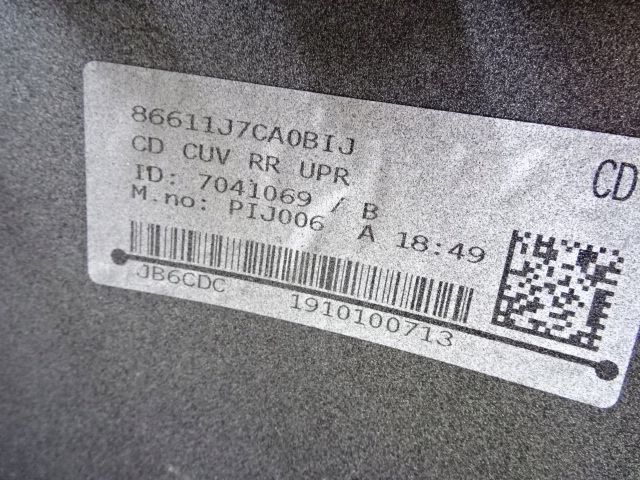 86611J7CA0BIJ
CD CUV RR UPR
CD
ID: 7041069 / B
M.no: PIJ006 A 18:49
JB6CDC 1910100713